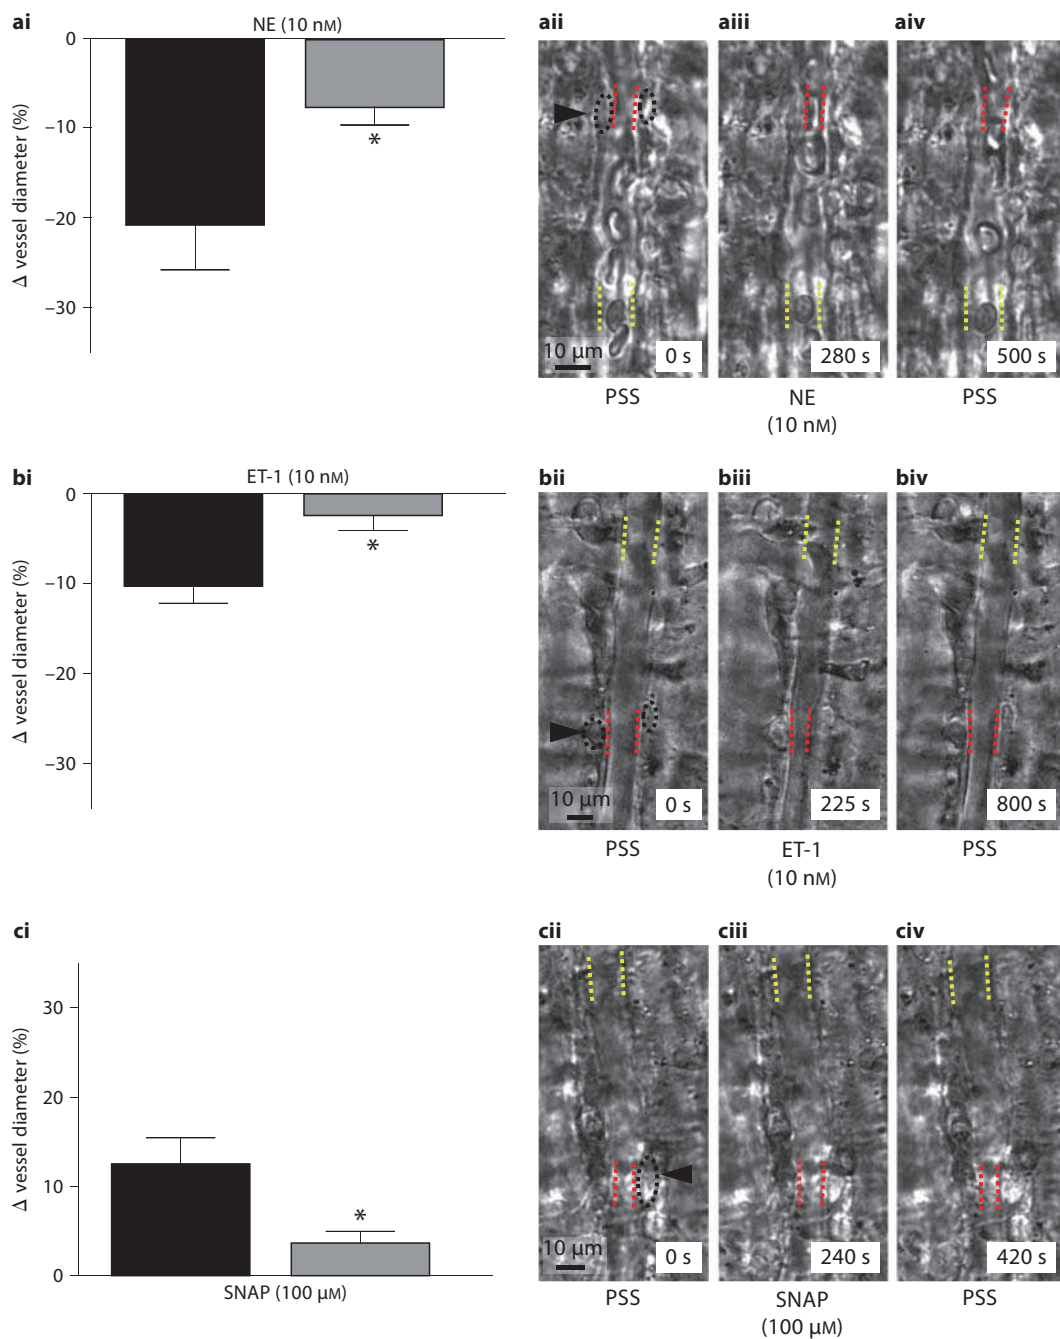 ai
NE (10 nM)
Δ vessel diameter (%)
0
–10
–20
–30
*
aii
aiii
aiv
10 µm
0 s
280 s
500 s
PSS
NE
(10 nM)
PSS
bi
ET-1 (10 nM)
Δ vessel diameter (%)
0
–10
–20
–30
*
bii
biii
biv
10 µm
0 s
225 s
800 s
PSS
ET-1
(10 nM)
PSS
ci
Δ vessel diameter (%)
30
20
10
0
*
SNAP (100 µM)
cii
ciii
civ
10 µm
0 s
240 s
420 s
PSS
SNAP
(100 µM)
PSS